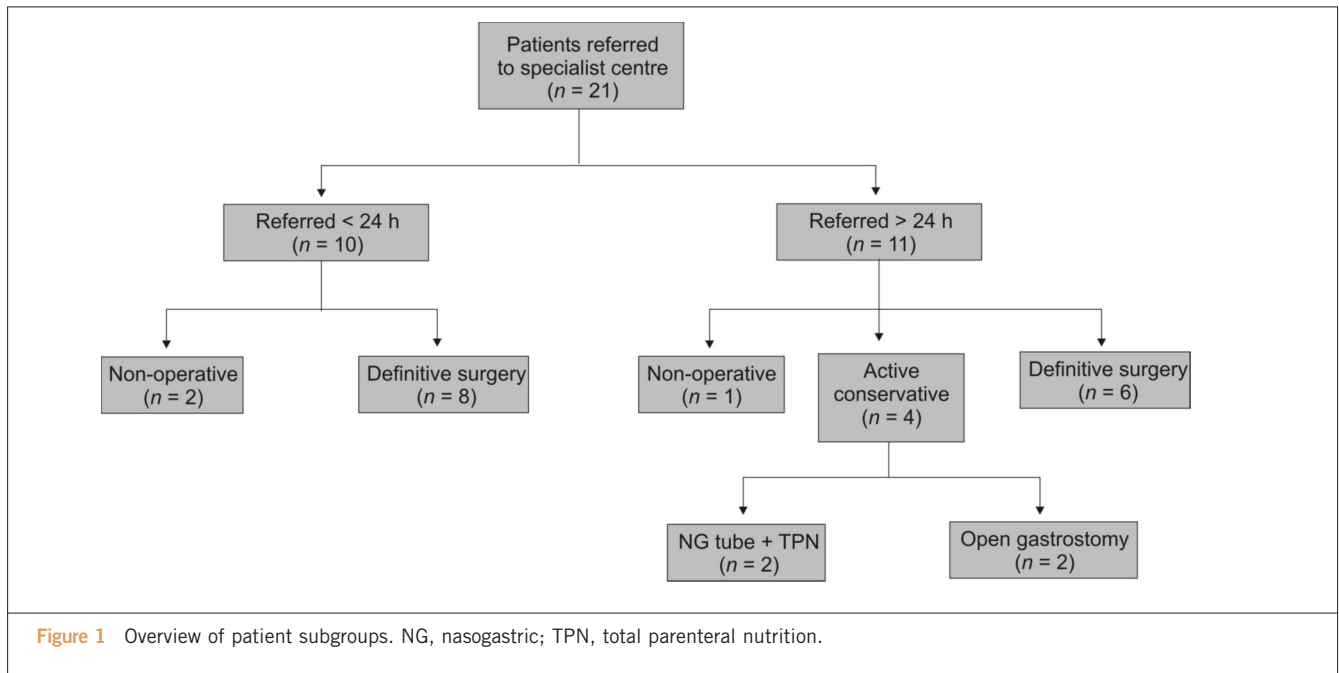 Patients referred
to specialist centre
(n = 21)
Referred < 24 h
(n = 10)
Referred > 24 h
(n = 11)
Non-operative
(n = 2)
Definitive surgery
(n = 8)
Non-operative
(n = 1)
Active
conservative
(n = 4)
Definitive surgery
(n = 6)
NG tube + TPN
(n = 2)
Open gastrostomy
(n = 2)
Figure 1 Overview of patient subgroups. NG, nasogastric; TPN, total parenteral nutrition.